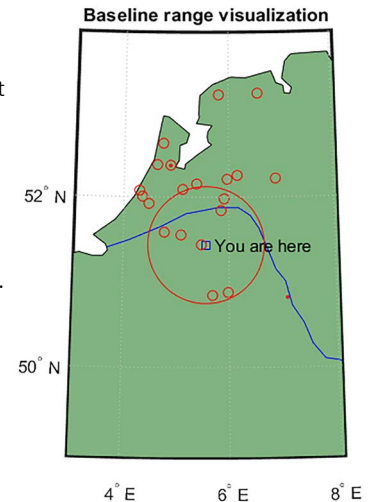 Baseline range visualization
t
52° N
You are here
.
50° N
4° E 6° E 8° E